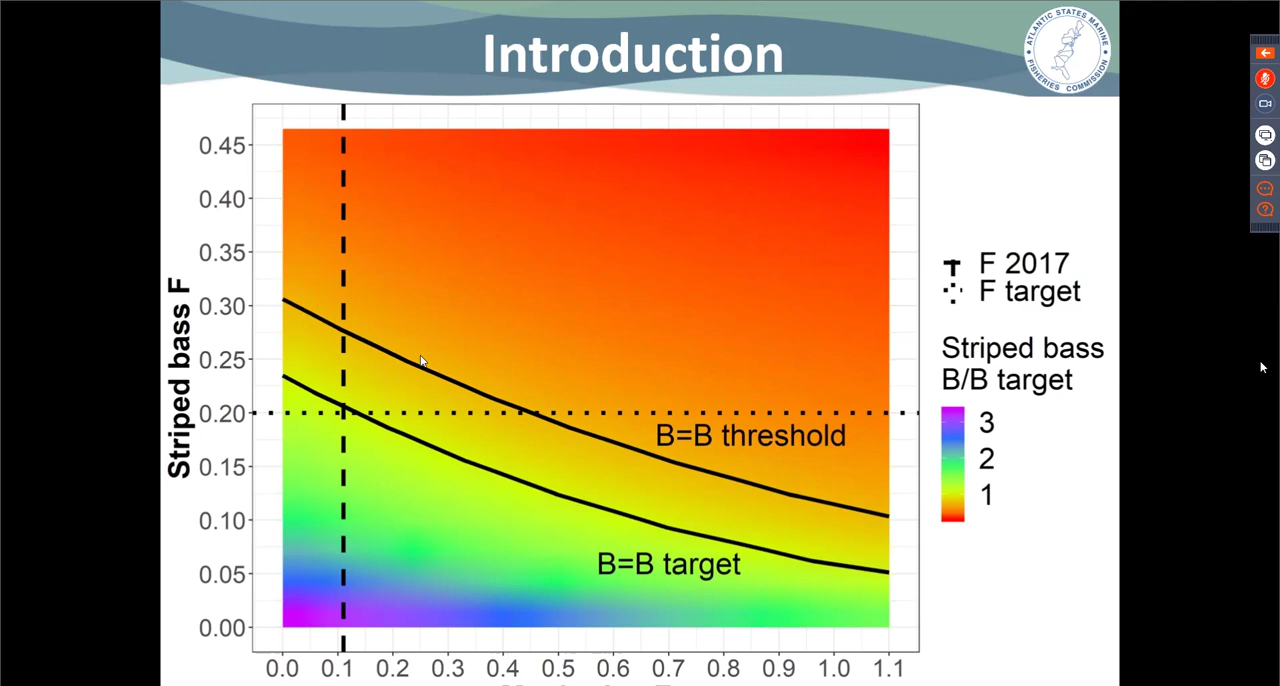 Introduction
ATLANTIC STATES MARINE
FISHERIES COMMISSION
0.45
0.40
0.35
0.30
0.25
0.20
0.15
0.10
0.05
0.00
Striped bass F
B=B threshold
B=B target
0.0 0.1 0.2 0.3 0.4 0.5 0.6 0.7 0.8 0.9 1.0 1.1
F 2017
F target
Striped bass
B/B target
3
2
1